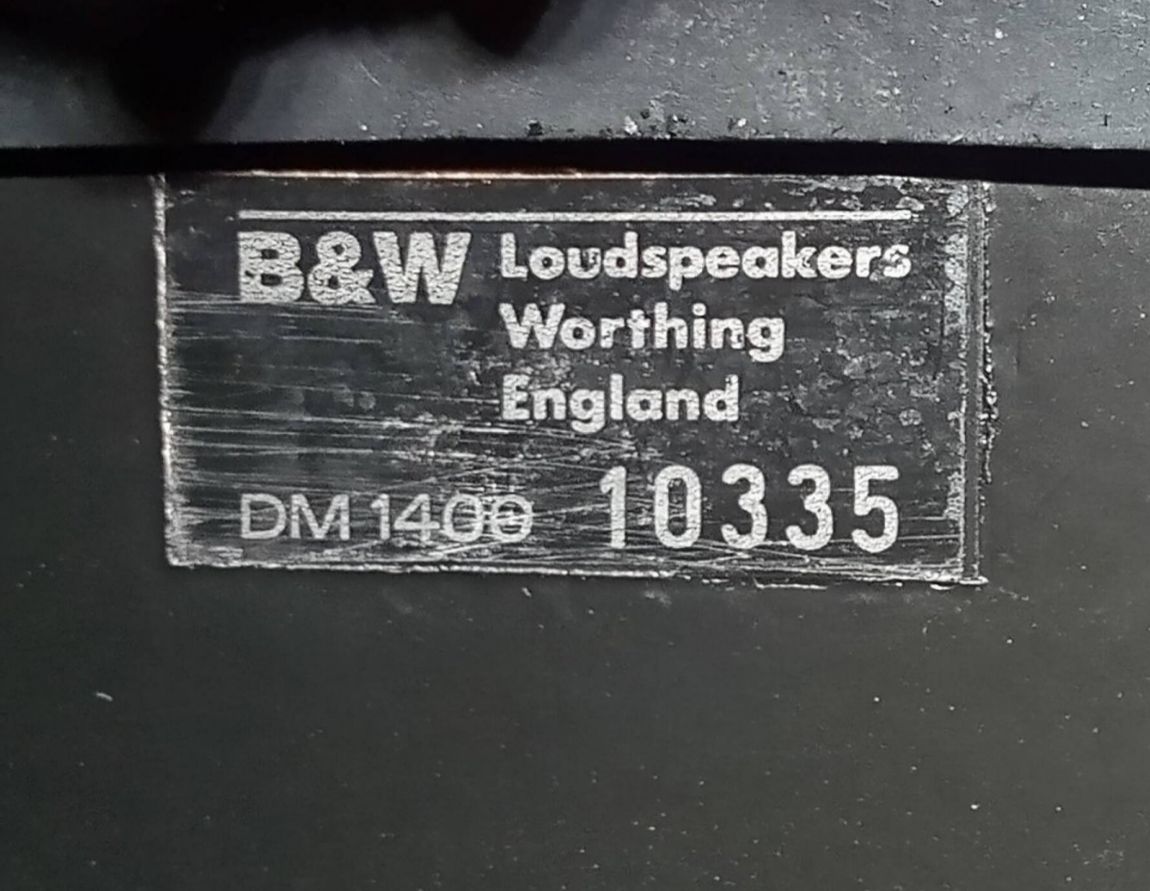 B&W Loudspeakers
Worthing
England
DM 1400 10335